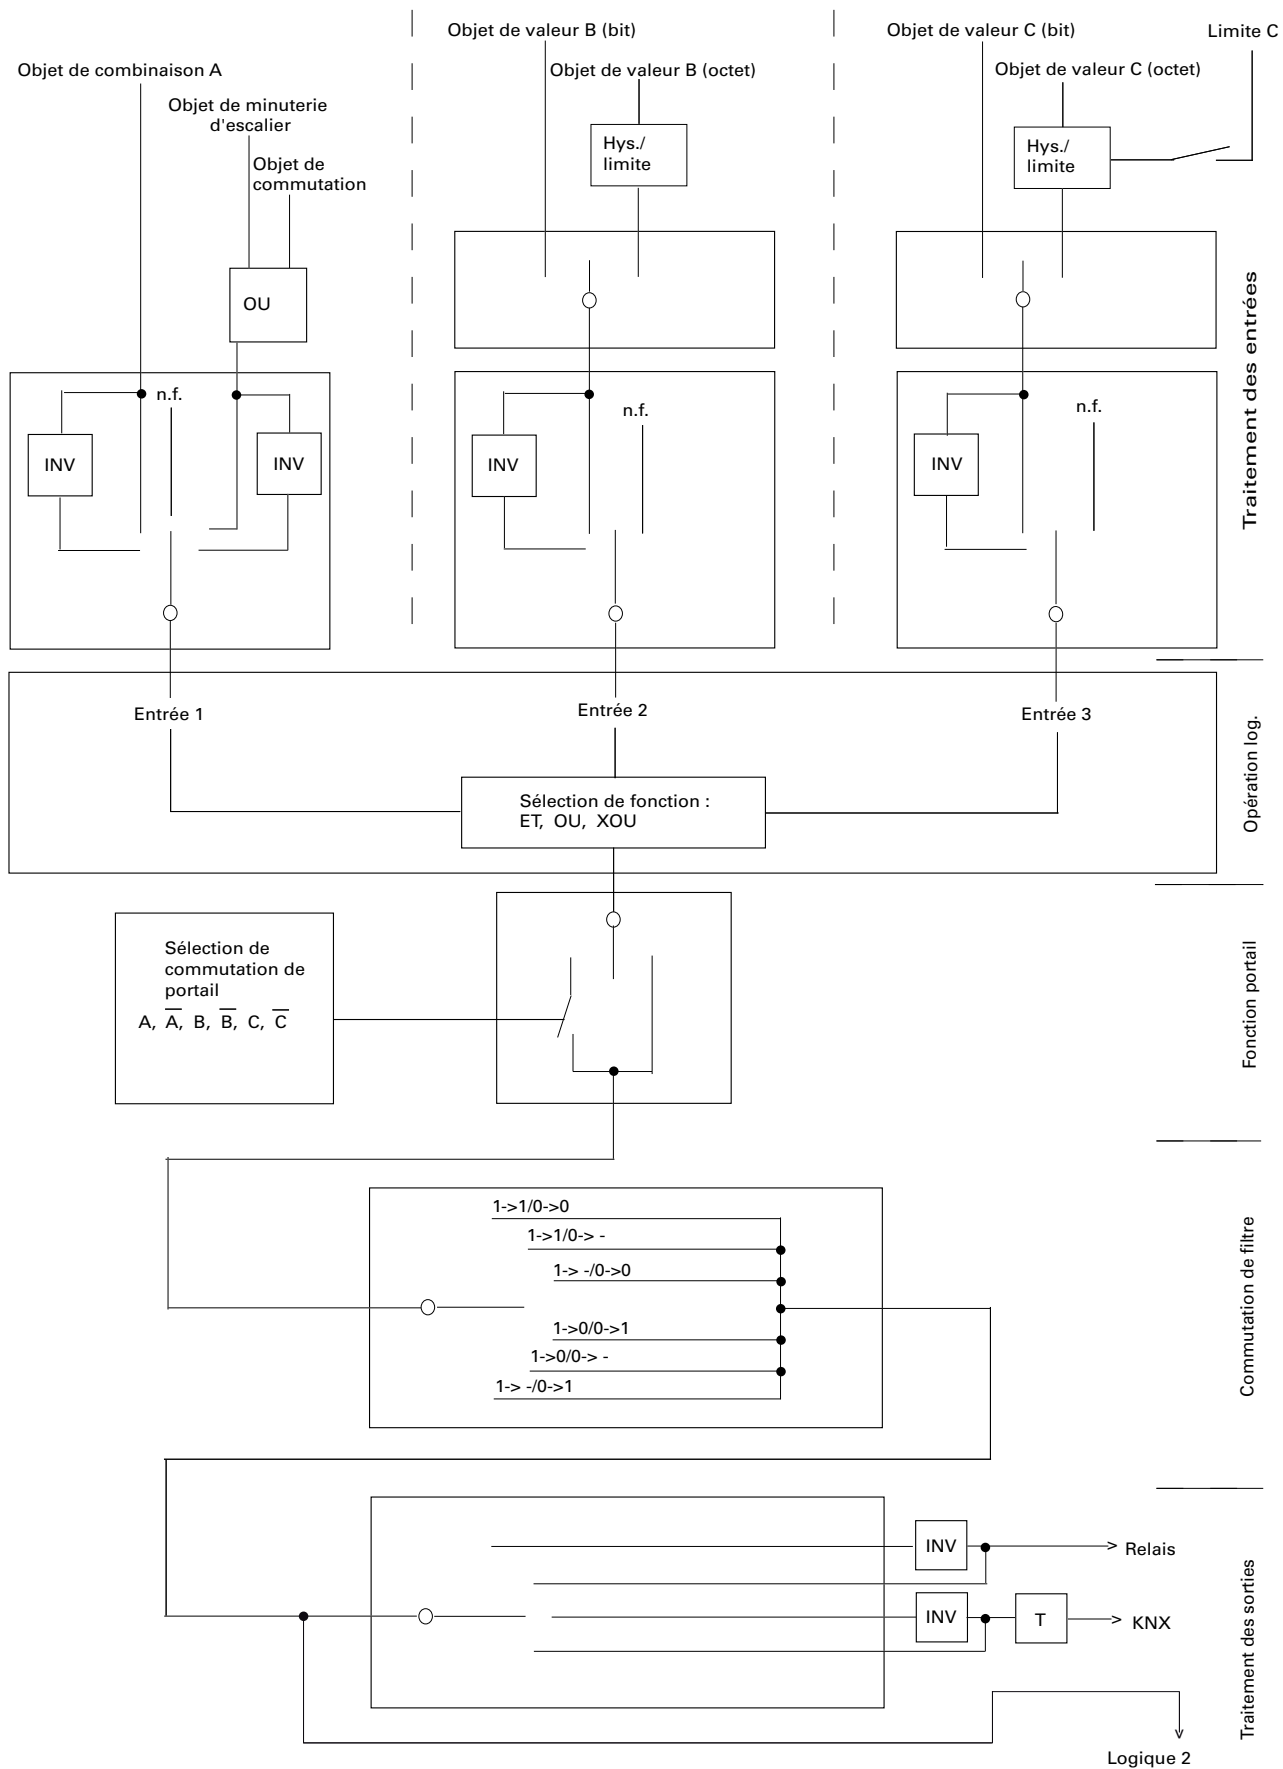 Objet de combinaison A
Objet de minuterie
d'escalier
Objet de
commutation
OU
n.f.
INV
INV
Objet de valeur B (bit)
Objet de valeur B (octet)
Hys./
limite
n.f.
INV
Objet de valeur C (bit)
Limite C
Objet de valeur C (octet)
Hys./
limite
n.f.
INV
Traitement des entrées
Entrée 1
Entrée 2
Entrée 3
Sélection de fonction :
ET, OU, XOU
Opération log.
Sélection de
commutation de
portail
A, A̅, B, B̅, C, C̅
Fonction portail
1->1/0->0
1->1/0-> -
1-> -/0->0
1->0/0->1
1->0/0-> -
1-> -/0->1
Commutation de filtre
INV
> Relais
INV
T
> KNX
Logique 2
Traitement des sorties